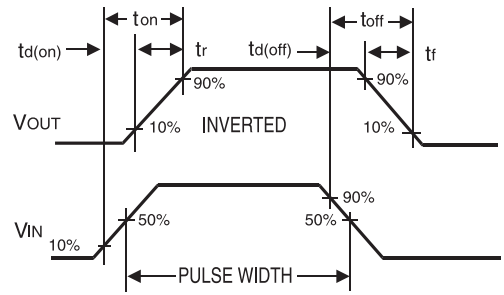 ton toff
td(on) tr td(off) tf
90% 90%
VOUT 10% INVERTED 10%
90%
VIN 50% 50%
10%
PULSE WIDTH